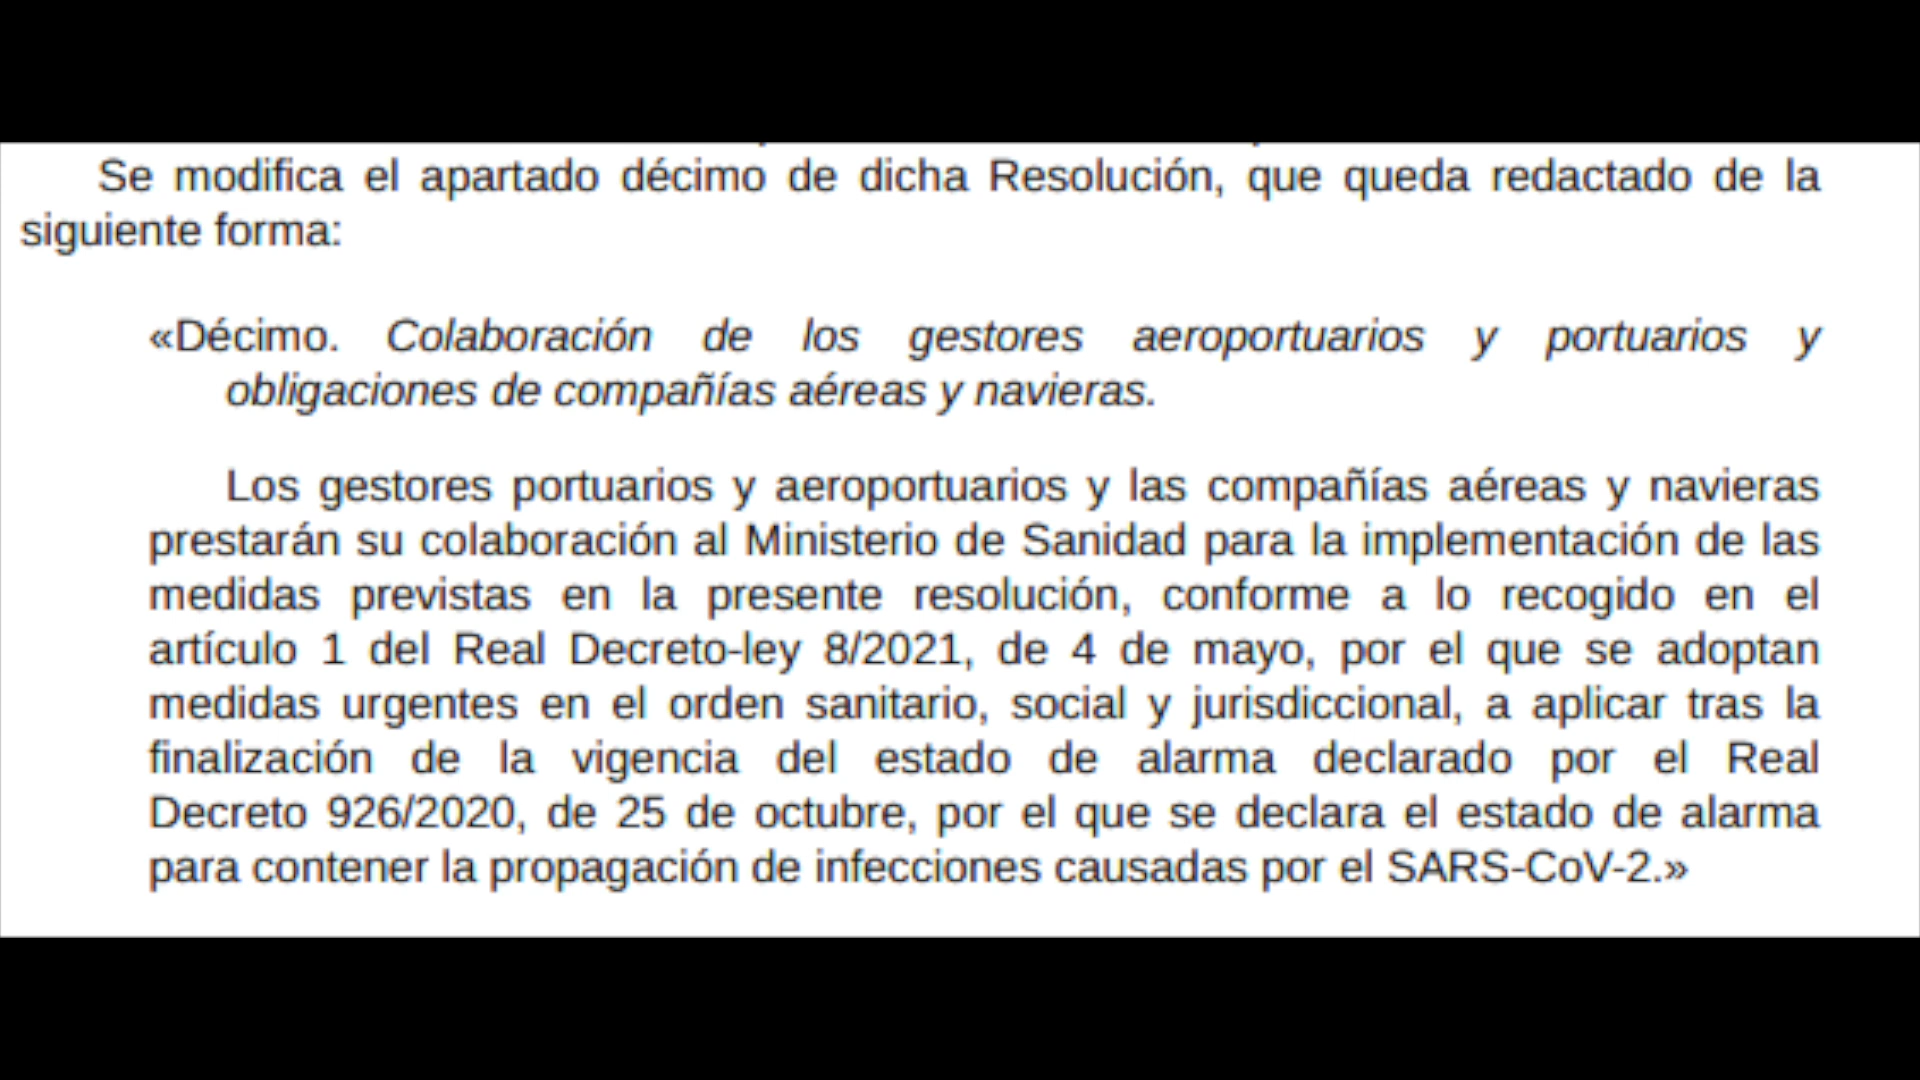 Se modifica el apartado décimo de dicha Resolución, que queda redactado de la
siguiente forma:
«Décimo. Colaboración de los gestores aeroportuarios y portuarios y
obligaciones de compañías aéreas y navieras.
Los gestores portuarios y aeroportuarios y las compañías aéreas y navieras
prestarán su colaboración al Ministerio de Sanidad para la implementación de las
medidas previstas en la presente resolución, conforme a lo recogido en el
artículo 1 del Real Decreto-ley 8/2021, de 4 de mayo, por el que se adoptan
medidas urgentes en el orden sanitario, social y jurisdiccional, a aplicar tras la
finalización de la vigencia del estado de alarma declarado por el Real
Decreto 926/2020, de 25 de octubre, por el que se declara el estado de alarma
para contener la propagación de infecciones causadas por el SARS-CoV-2.»